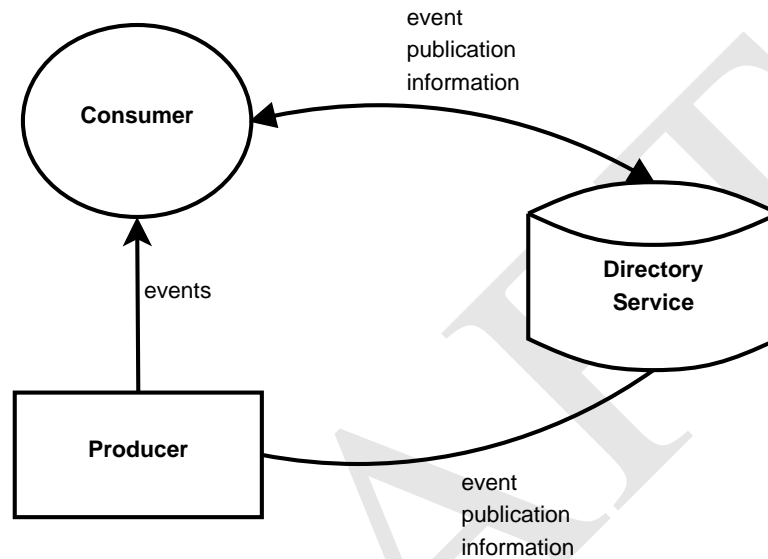 event
publication
information
Consumer
Directory
Service
events
Producer
event
publication
information